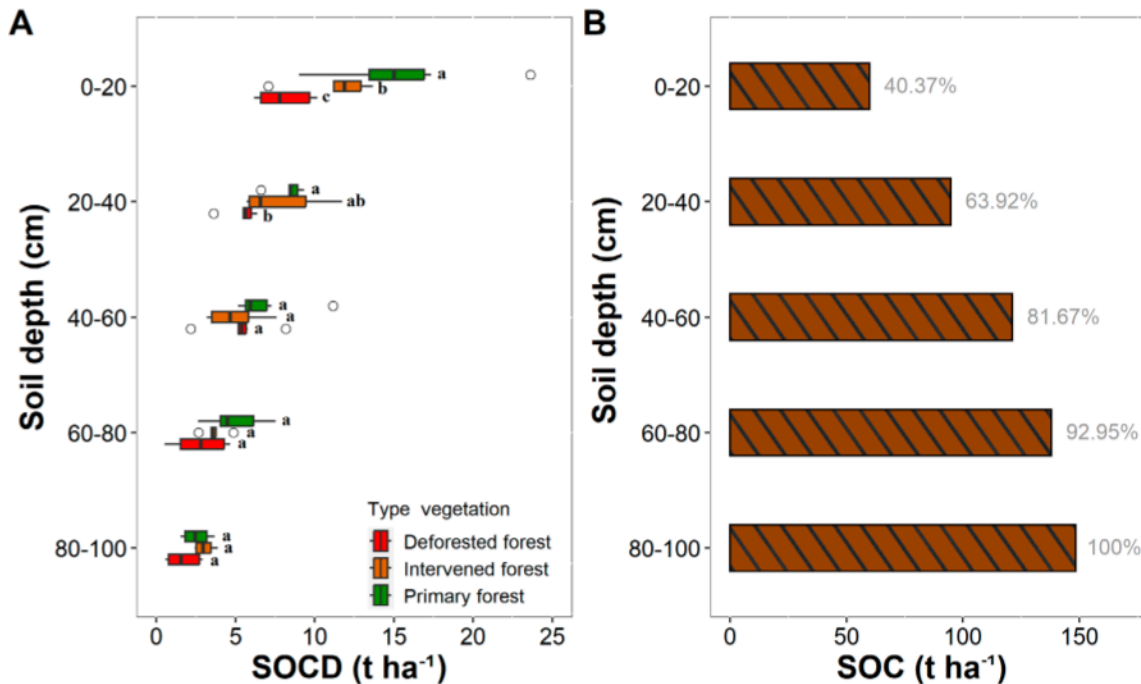 A
Soil depth (cm)
0-20
20-40
40-60
60-80
80-100
a
b
c
a
ab
b
a
a
a
a
a
a
a
a
a
Type vegetation
Deforested forest
Intervened forest
Primary forest
0 5 10 15 20 25
SOCD (t ha⁻¹)
B
Soil depth (cm)
0-20
20-40
40-60
60-80
80-100
40.37%
63.92%
81.67%
92.95%
100%
0 50 100 150
SOC (t ha⁻¹)